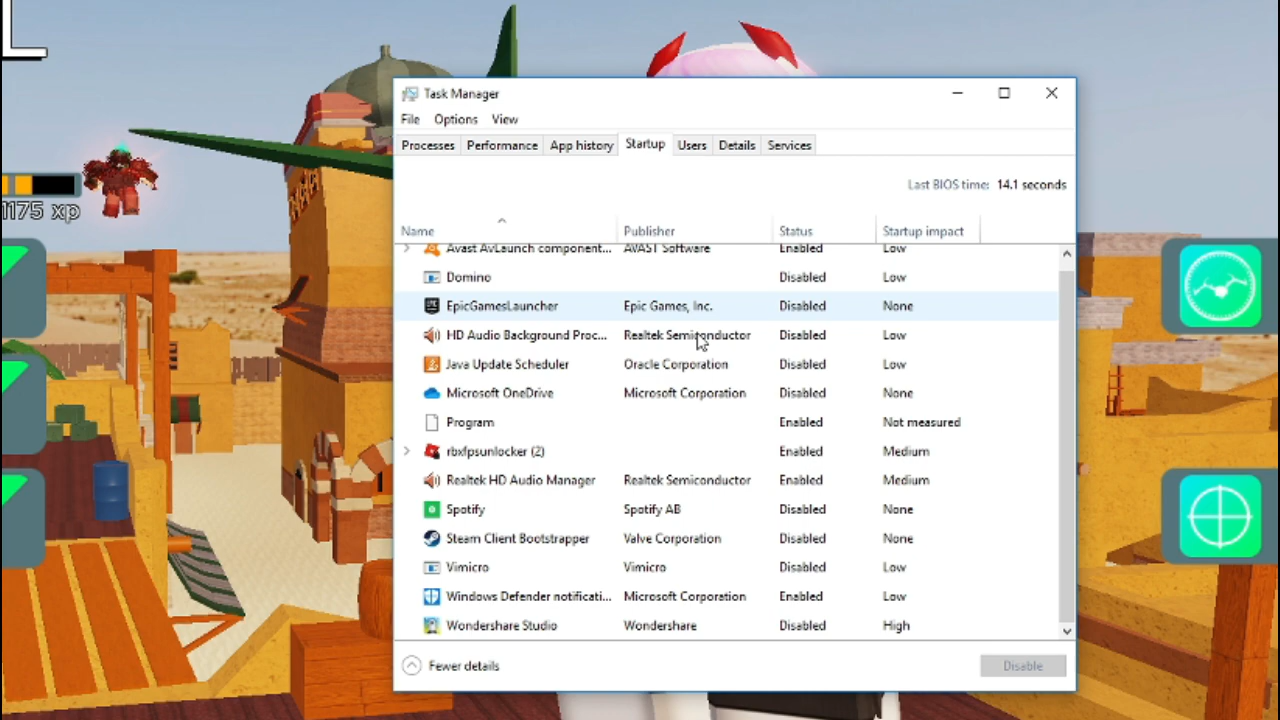 Task Manager
File Options View
Processes Performance App history Startup Users Details Services
Last BIOS time: 14.1 seconds
Name Publisher Status Startup impact
Avast AvLaunch component... AVAST Software Enabled Low
Domino Disabled Low
EpicGamesLauncher Epic Games, Inc. Disabled None
HD Audio Background Proc... Realtek Semiconductor Disabled Low
Java Update Scheduler Oracle Corporation Disabled Low
Microsoft OneDrive Microsoft Corporation Disabled None
Program Enabled Not measured
rbxfpsunlocker (2) Enabled Medium
Realtek HD Audio Manager Realtek Semiconductor Enabled Medium
Spotify Spotify AB Disabled None
Steam Client Bootstrapper Valve Corporation Disabled None
Vimicro Vimicro Disabled Low
Windows Defender notificati... Microsoft Corporation Enabled Low
Wondershare Studio Wondershare Disabled High
Fewer details Disable
1175 xp